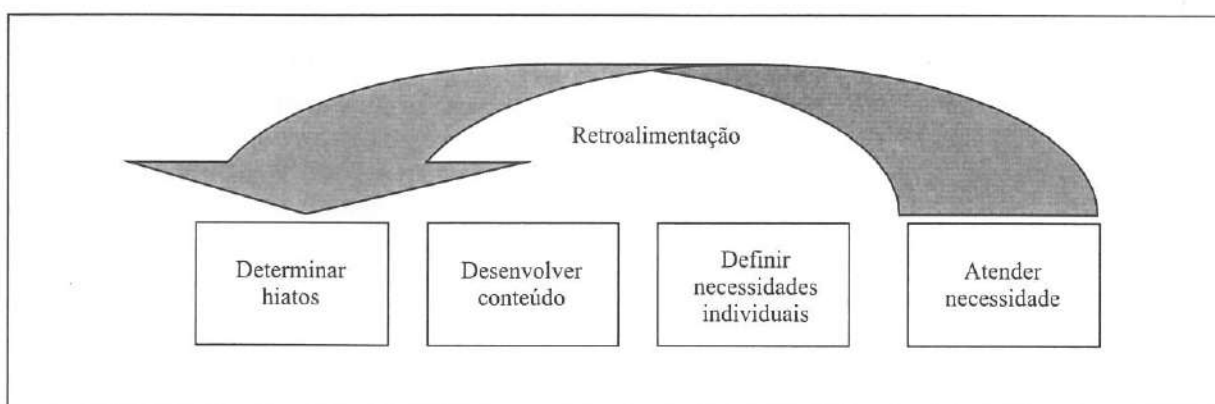 Retroalimentação
Determinar
hiatos
Desenvolver
conteúdo
Definir
necessidades
individuais
Atender
necessidade